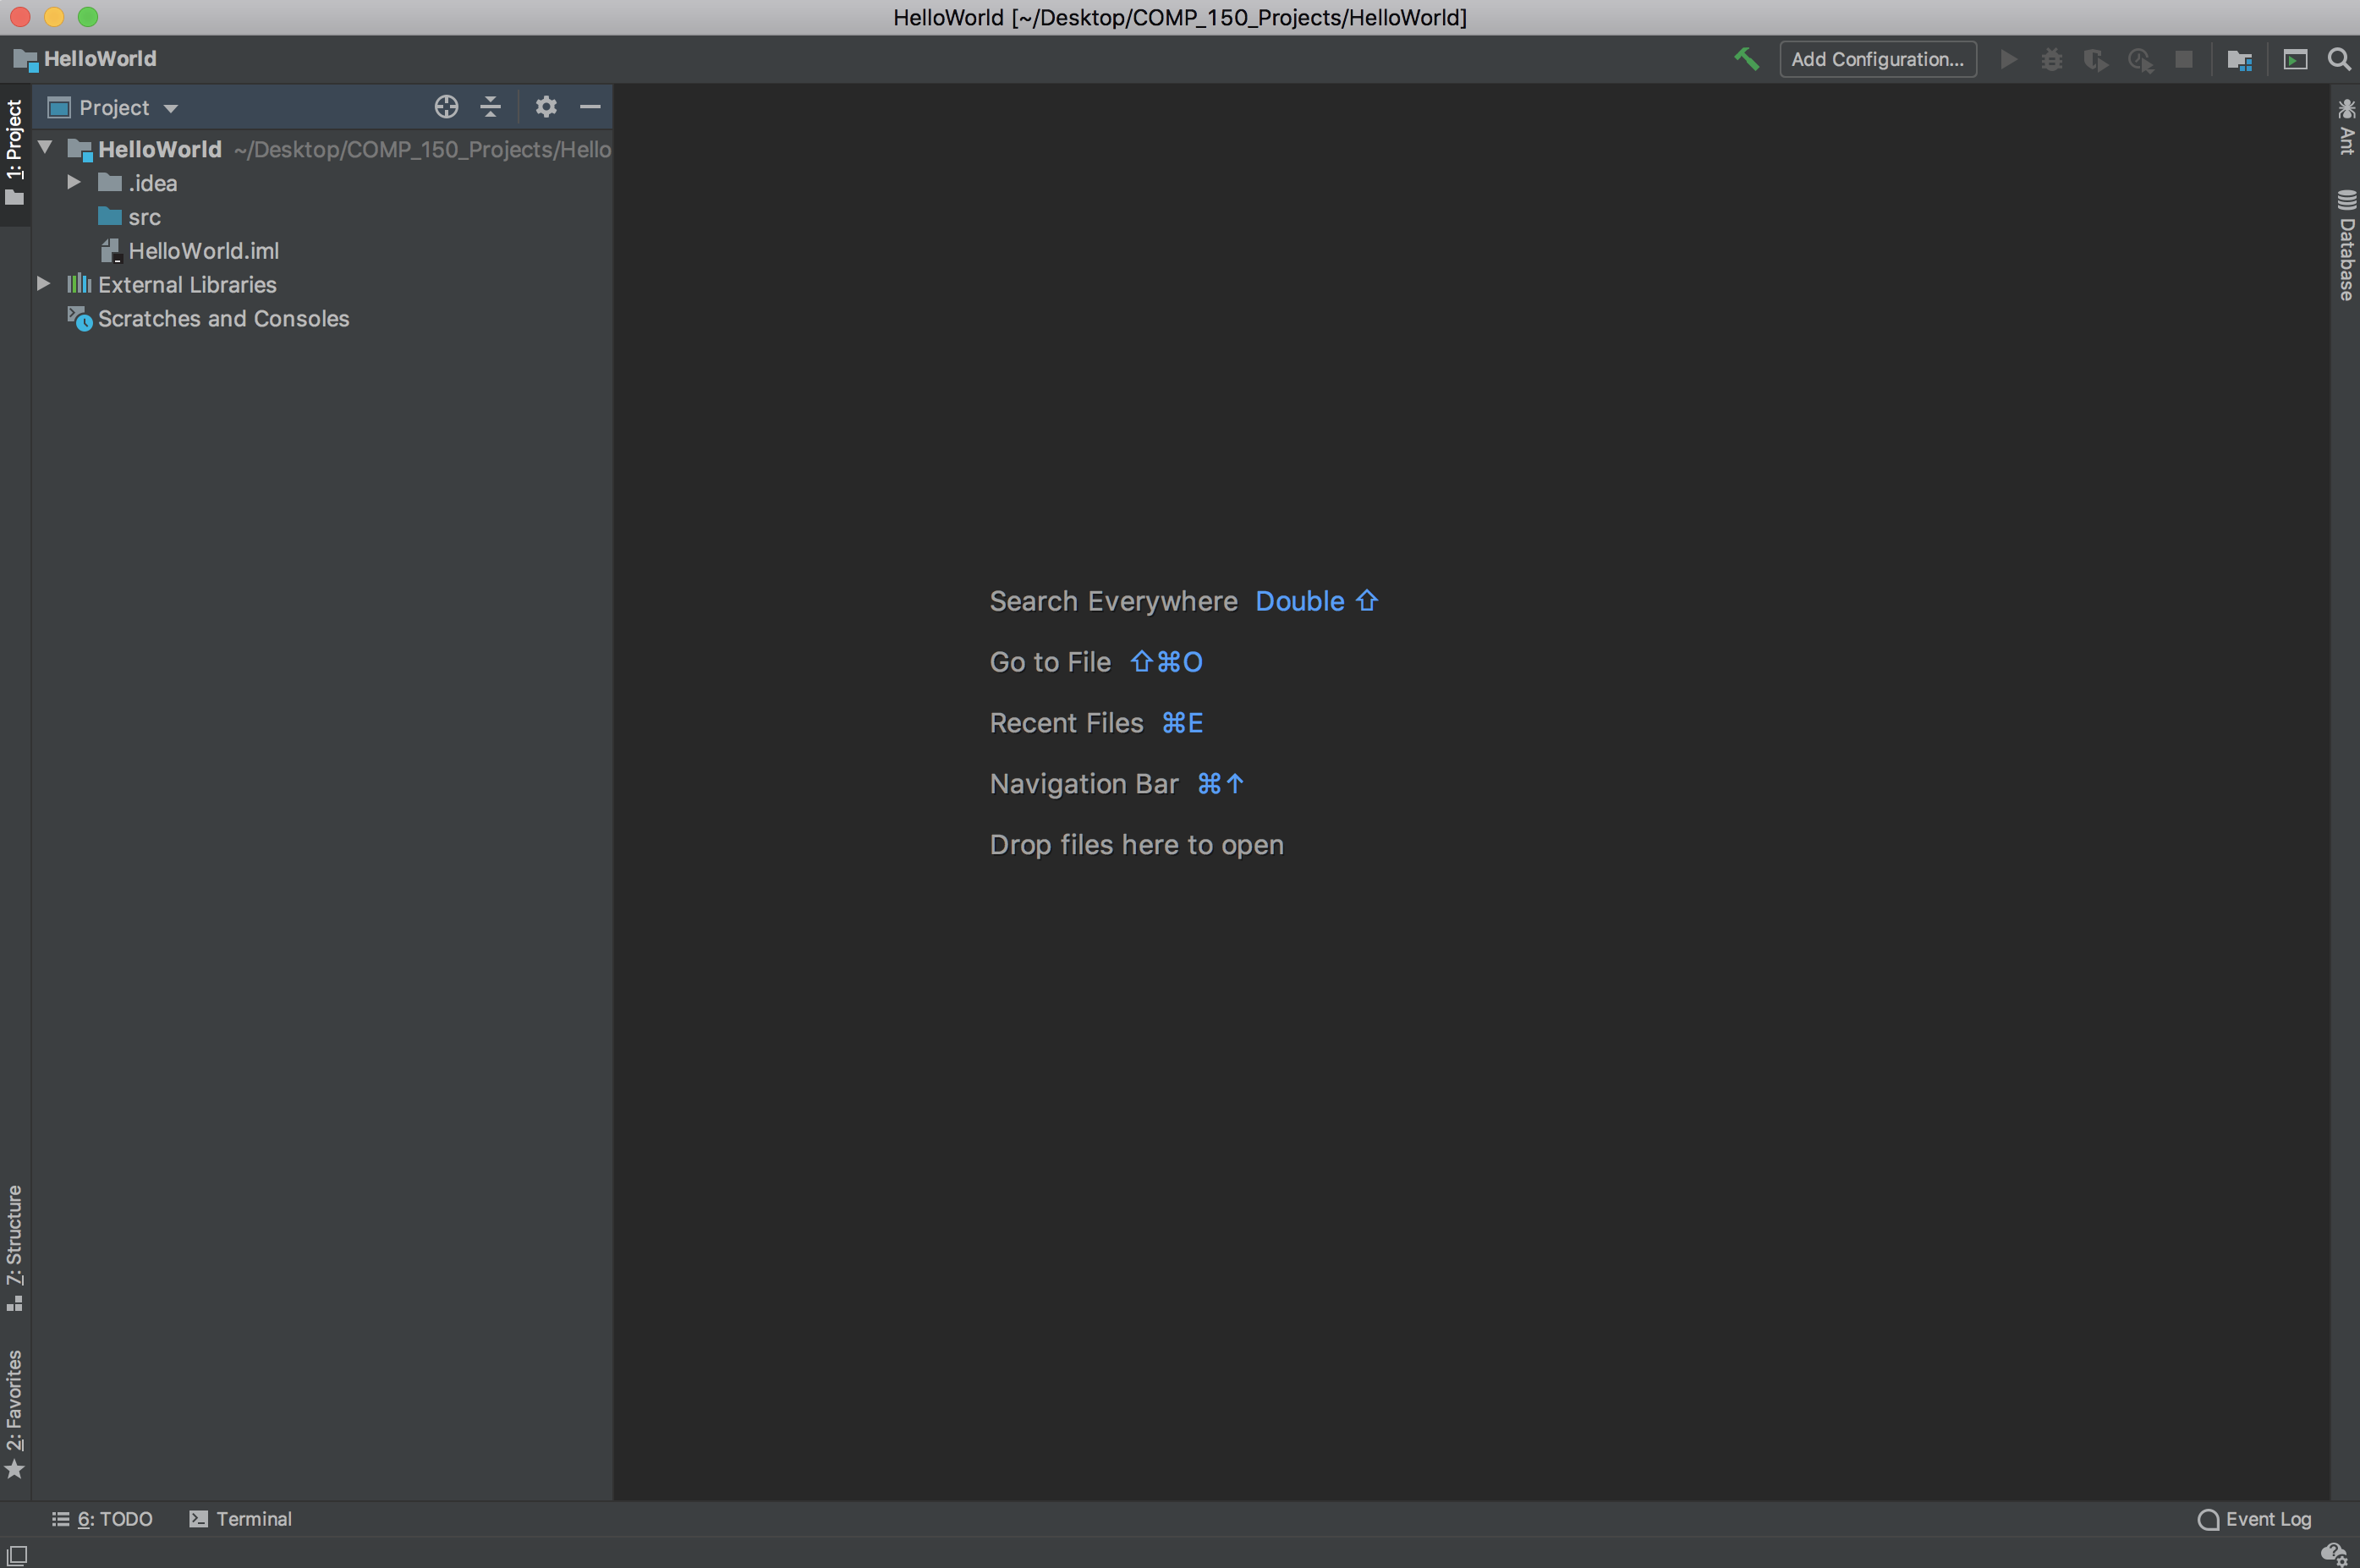 HelloWorld [~/Desktop/COMP_150_Projects/HelloWorld]
HelloWorld
Add Configuration...
1: Project
Project
HelloWorld ~/Desktop/COMP_150_Projects/Hello
.idea
src
HelloWorld.iml
External Libraries
Scratches and Consoles
Ant
Database
Search Everywhere Double ⇧
Go to File ⇧⌘O
Recent Files ⌘E
Navigation Bar ⌘↑
Drop files here to open
7: Structure
2: Favorites
6: TODO
Terminal
Event Log